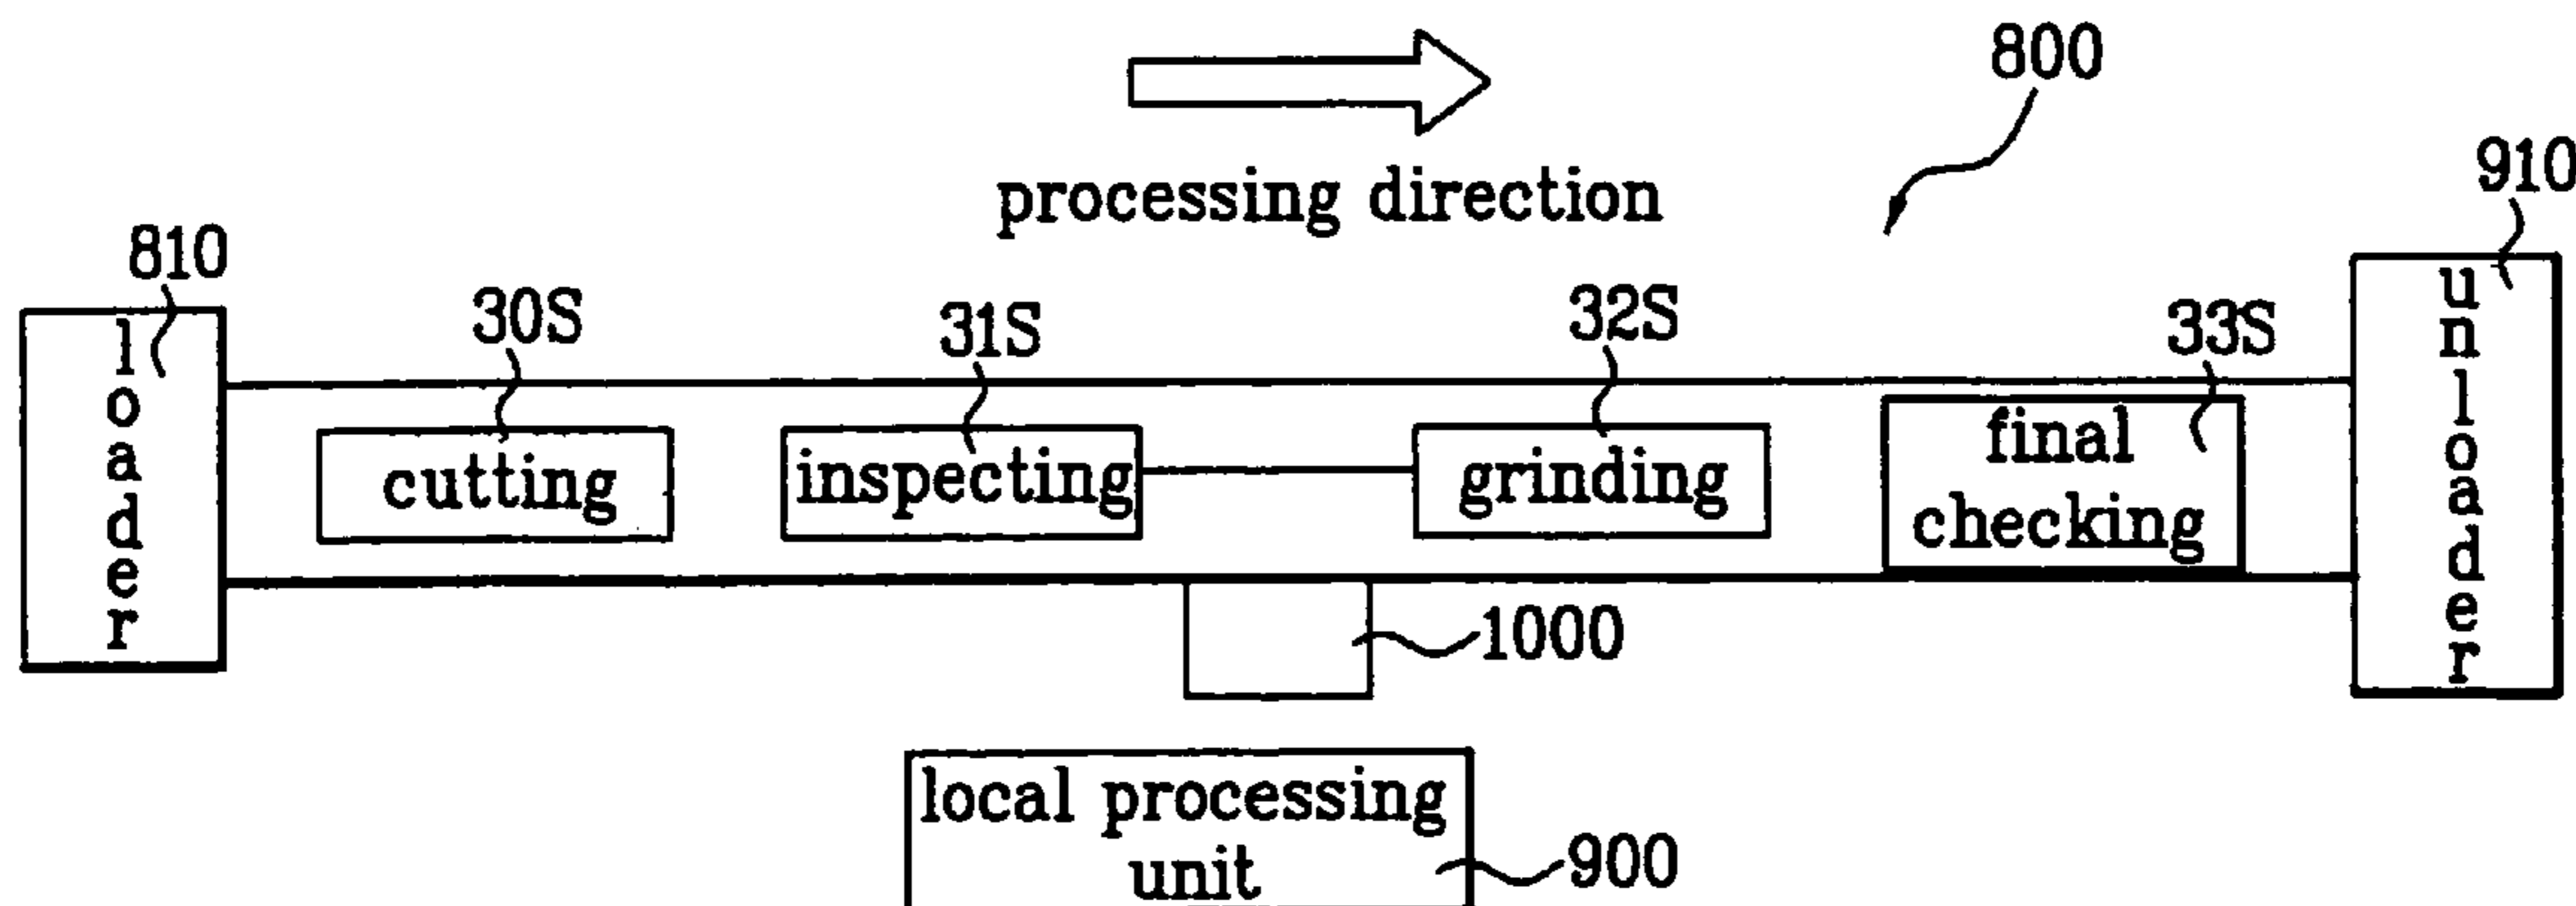 800
processing direction
910
810
30S
31S
32S
33S
loader
cutting
inspecting
grinding
final
checking
unloader
1000
local processing
unit
900